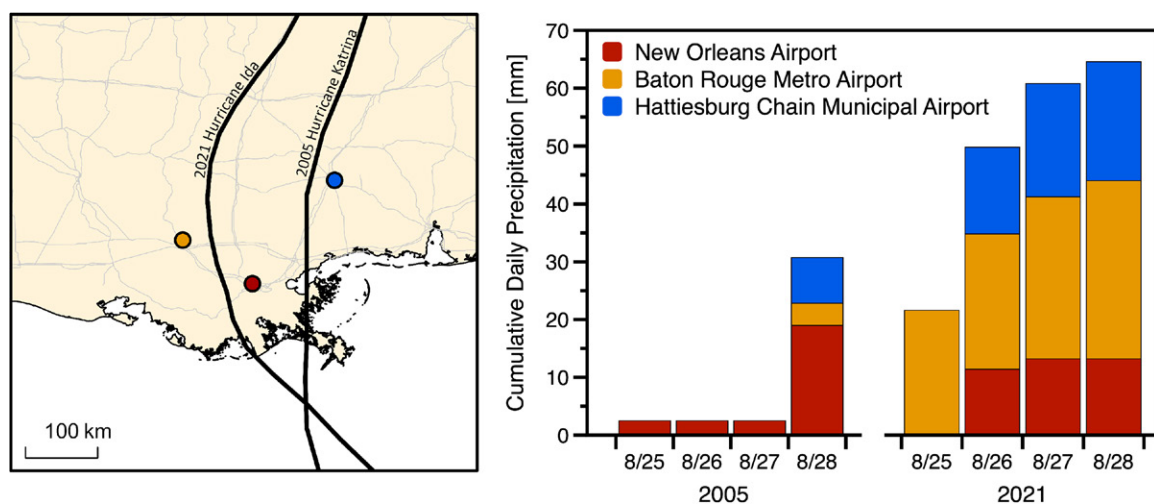 2021 Hurricane Ida
2005 Hurricane Katrina
100 km
Cumulative Daily Precipitation [mm]
70
60
50
40
30
20
10
0
New Orleans Airport
Baton Rouge Metro Airport
Hattiesburg Chain Municipal Airport
8/25 8/26 8/27 8/28 8/25 8/26 8/27 8/28
2005 2021